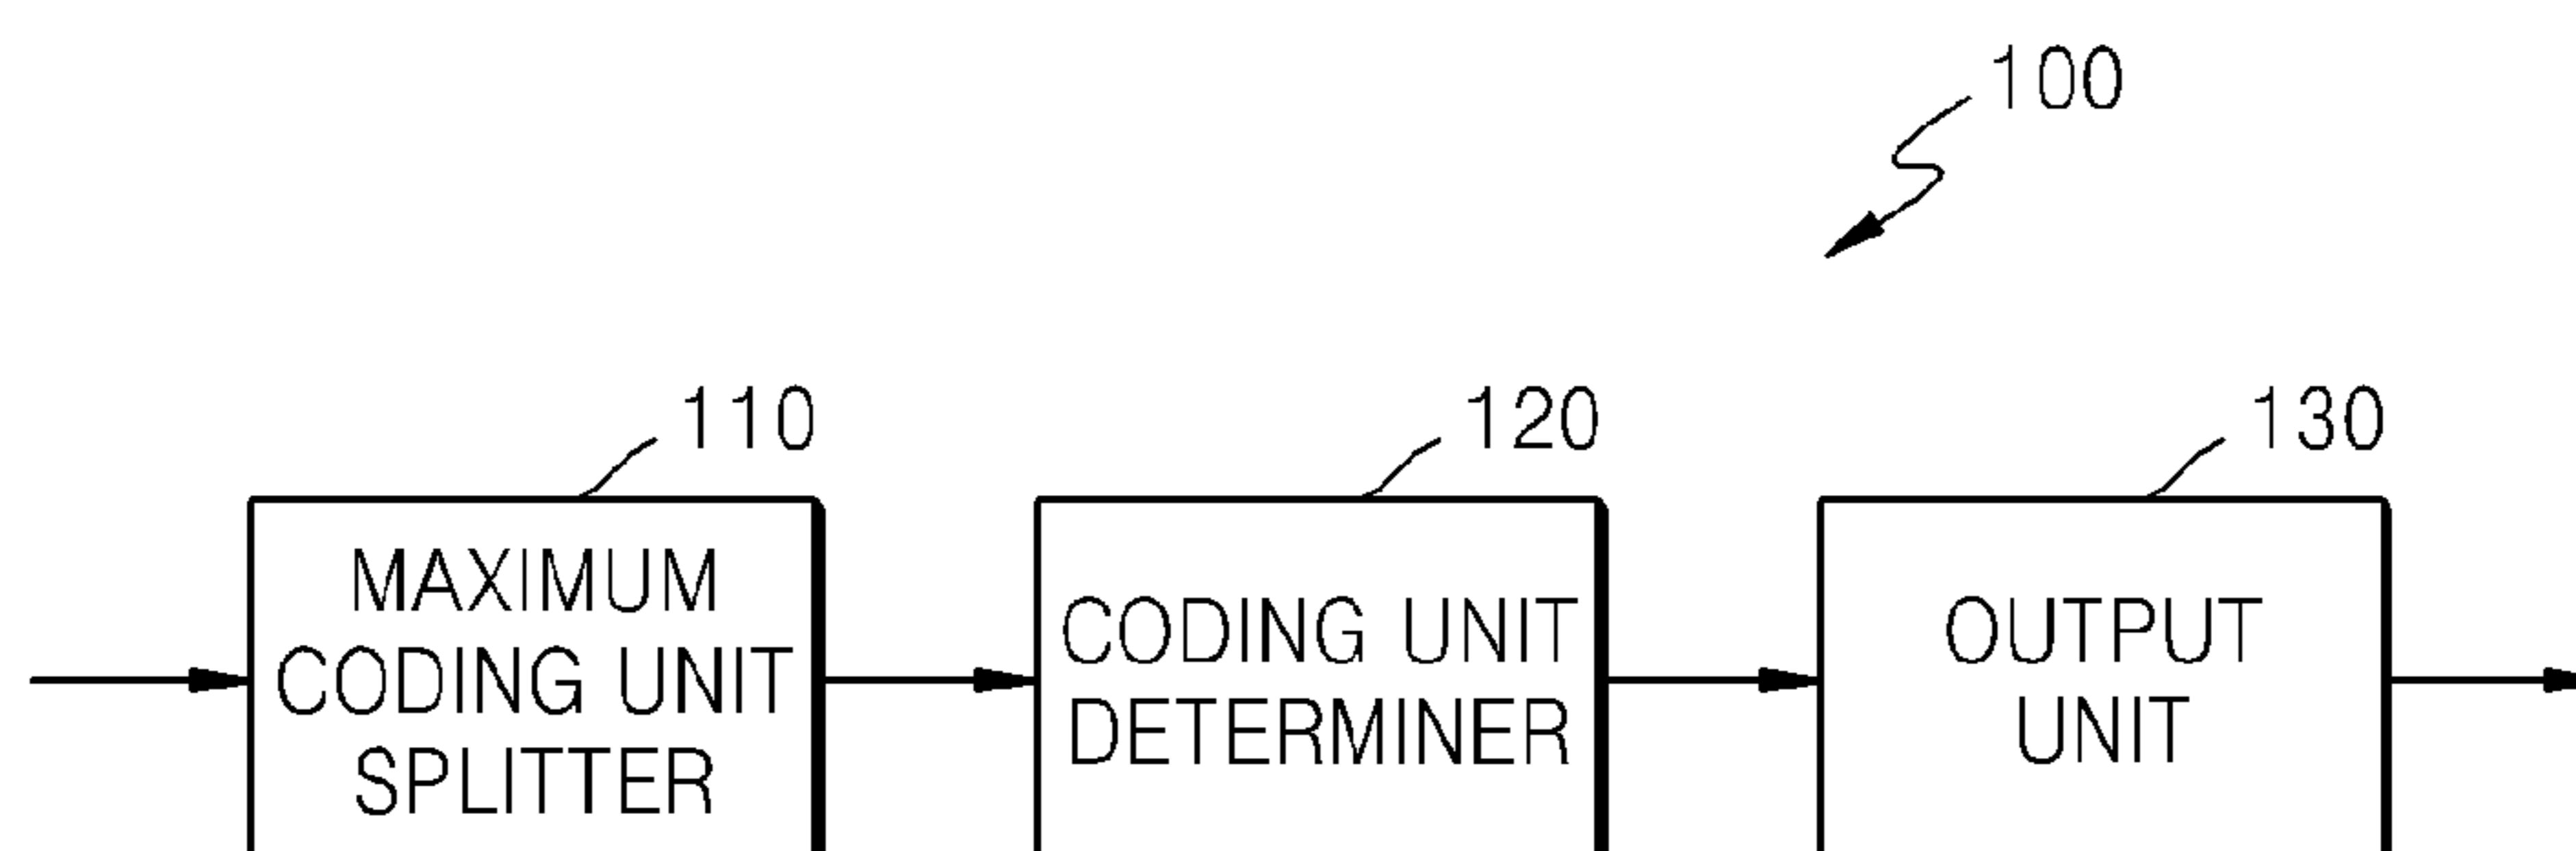 100
110
120
130
MAXIMUM
CODING UNIT
SPLITTER
CODING UNIT
DETERMINER
OUTPUT
UNIT